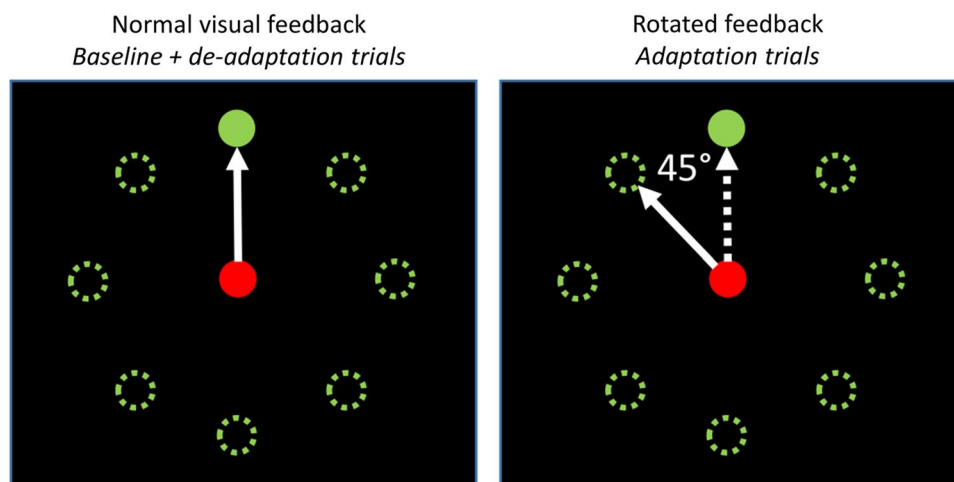 Normal visual feedback
Baseline + de-adaptation trials
Rotated feedback
Adaptation trials
45°